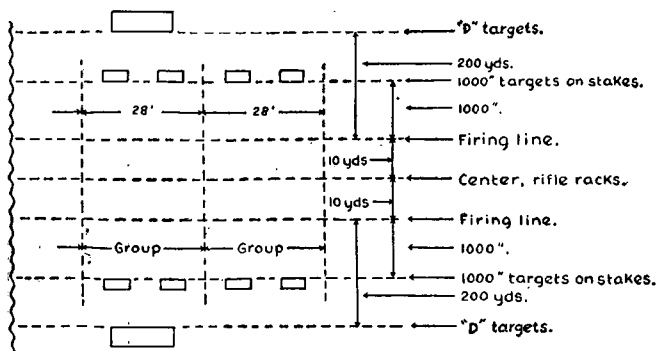 "D" targets.
200 yds.
1000" targets on stakes.
28' 28'
1000".
Firing line.
10 yds
Center, rifle racks.
10 yds
Firing line.
Group Group
1000".
1000" targets on stakes.
200 yds.
"D" targets.